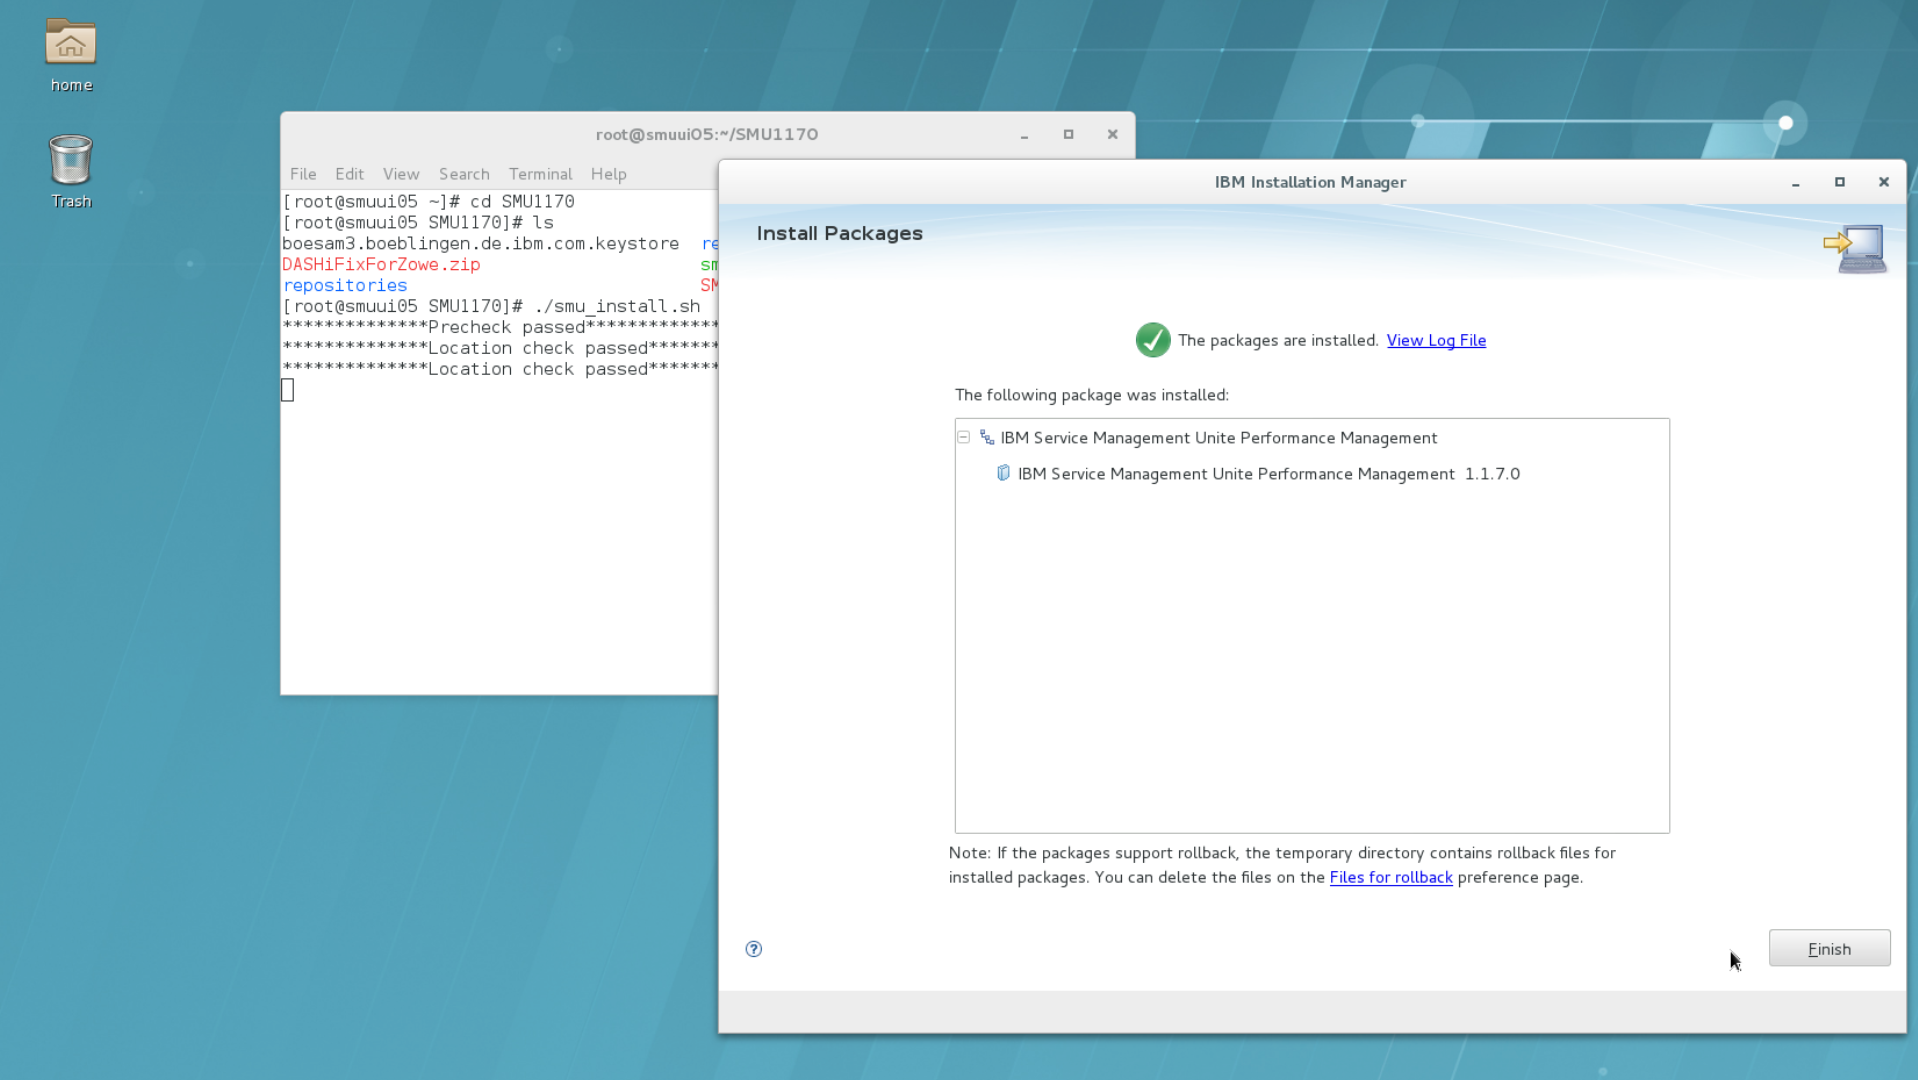 home
Trash
root@smuui05:~/SMU1170
File Edit View Search Terminal Help
[root@smuui05 ~]# cd SMU1170
[root@smuui05 SMU1170]# ls
boesam3.boeblingen.de.ibm.com.keystore re
DASHiFixForZowe.zip sm
repositories SM
[root@smuui05 SMU1170]# ./smu_install.sh
**************Precheck passed*************
**************Location check passed*******
**************Location check passed*******
IBM Installation Manager
Install Packages
The packages are installed. View Log File
The following package was installed:
IBM Service Management Unite Performance Management
IBM Service Management Unite Performance Management 1.1.7.0
Note: If the packages support rollback, the temporary directory contains rollback files for
installed packages. You can delete the files on the Files for rollback preference page.
?
Finish